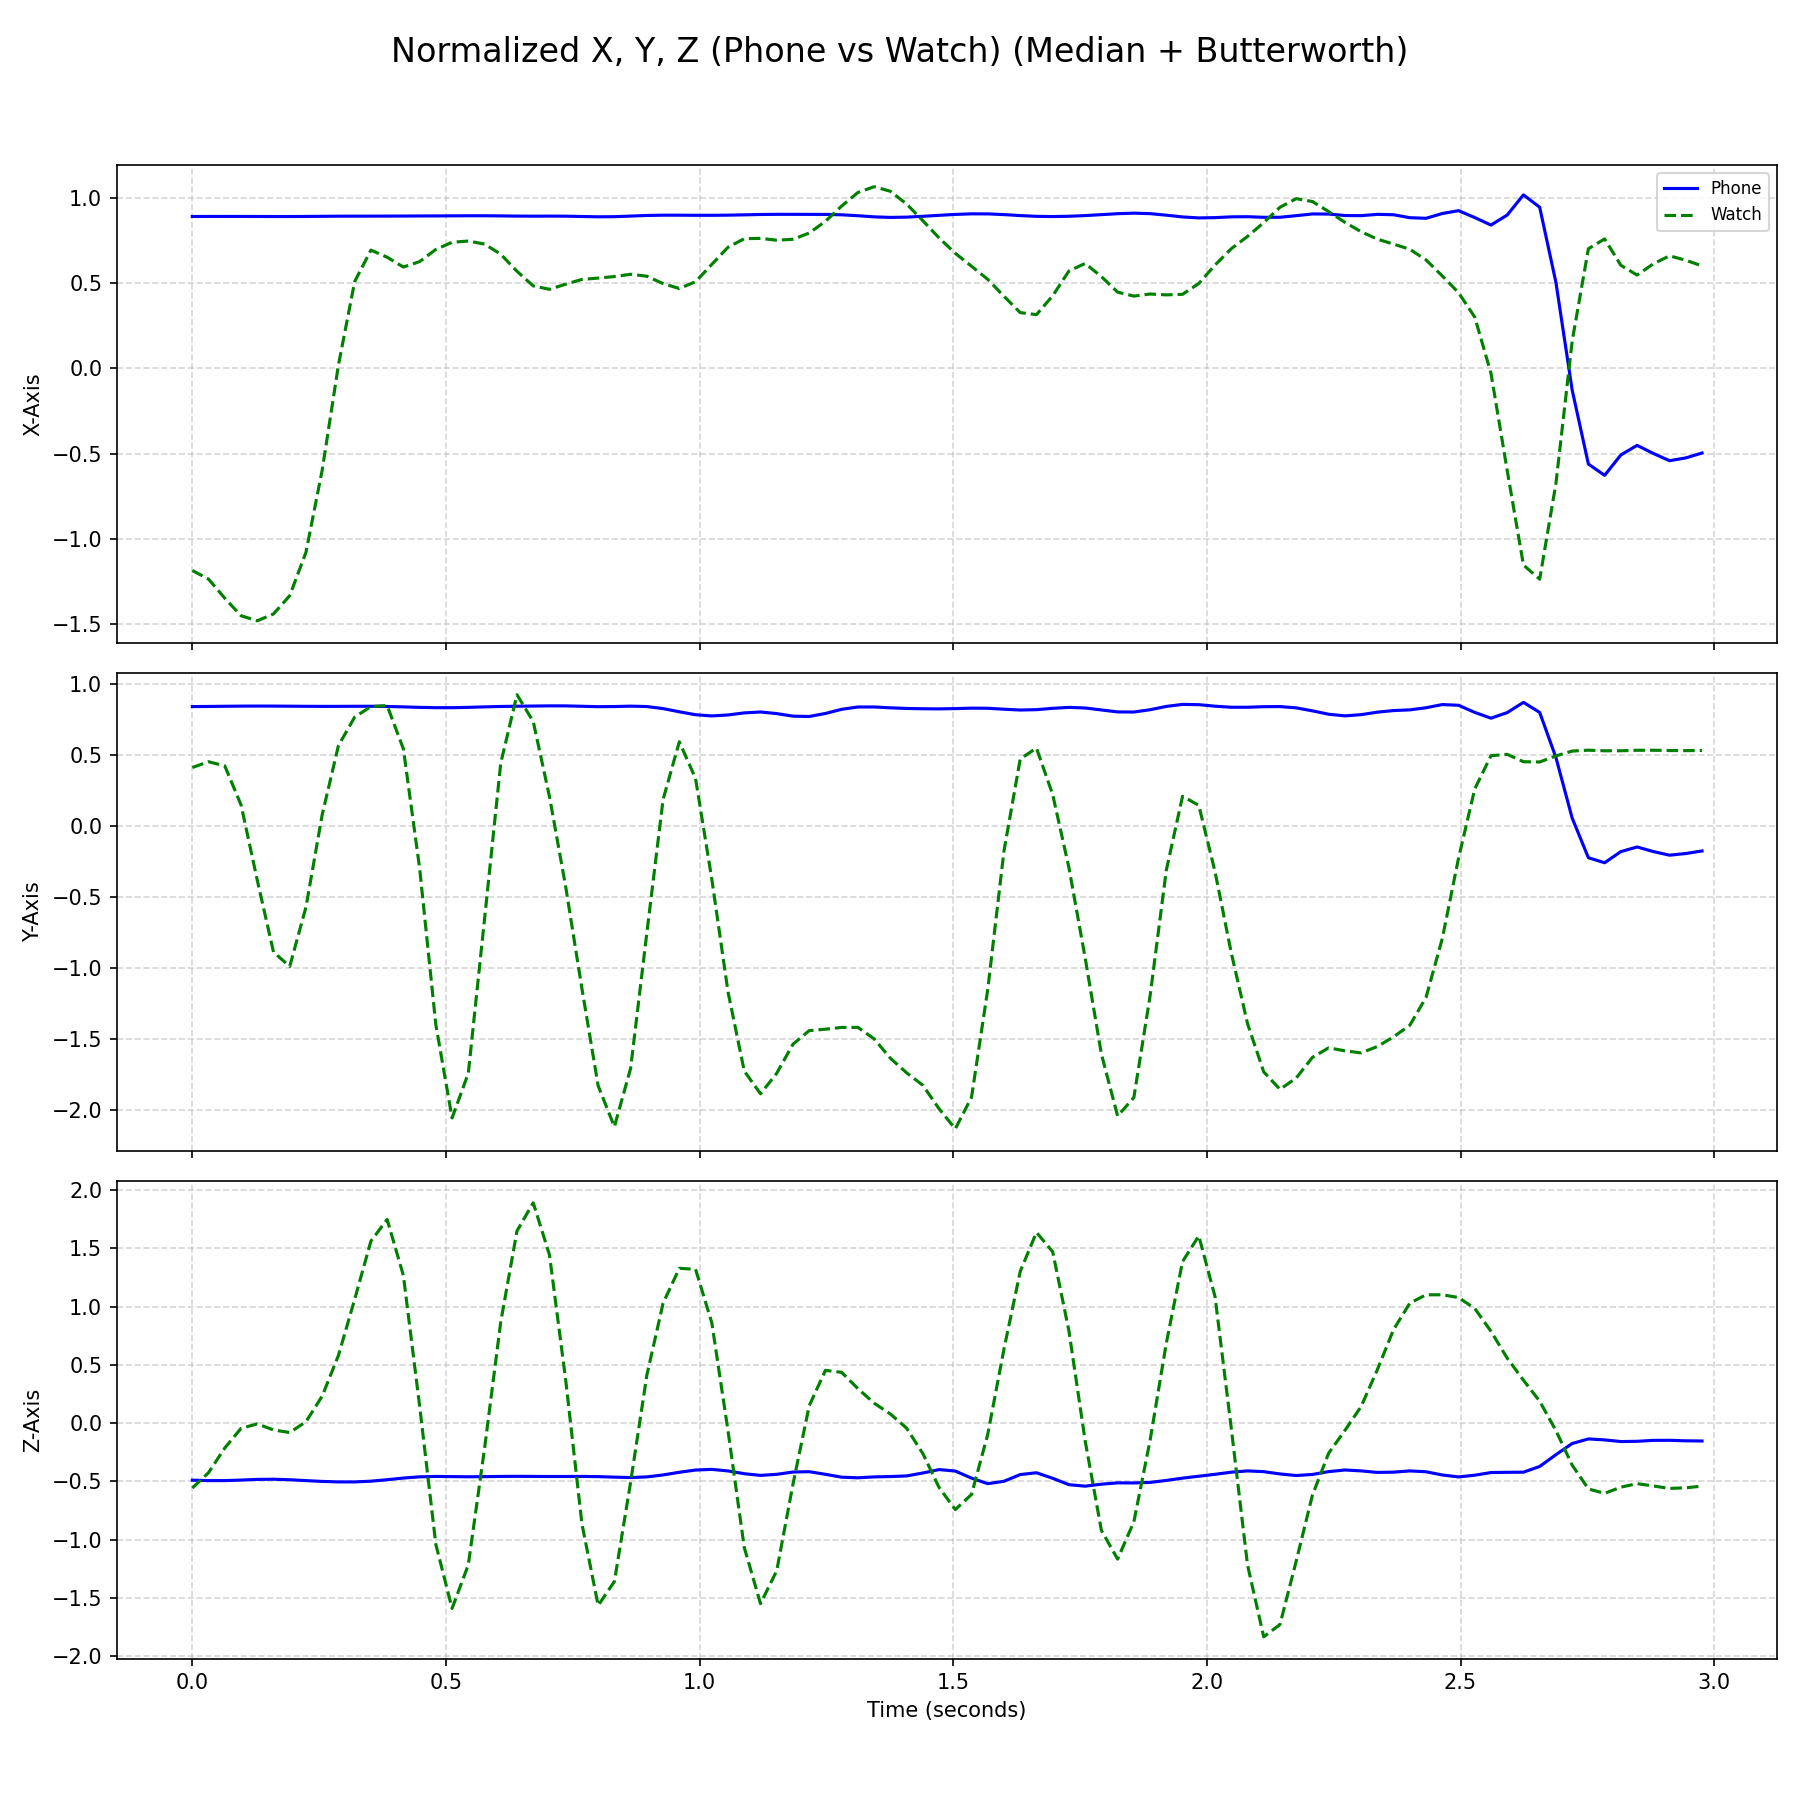 Normalized X, Y, Z (Phone vs Watch) (Median + Butterworth)
Phone
Watch
X-Axis
1.0
0.5
0.0
−0.5
−1.0
−1.5
Y-Axis
1.0
0.5
0.0
−0.5
−1.0
−1.5
−2.0
Z-Axis
2.0
1.5
1.0
0.5
0.0
−0.5
−1.0
−1.5
−2.0
0.0 0.5 1.0 1.5 2.0 2.5 3.0
Time (seconds)